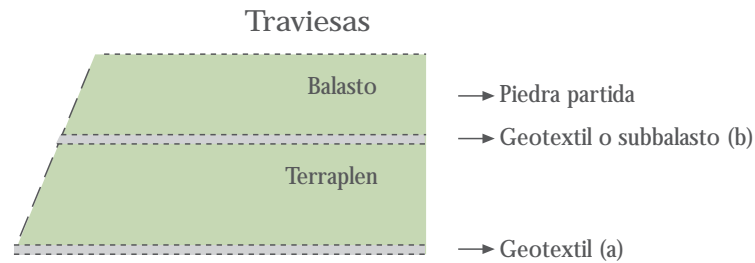 Traviesas
Balasto
Piedra partida
Geotextil o subbalasto (b)
Terraplen
Geotextil (a)